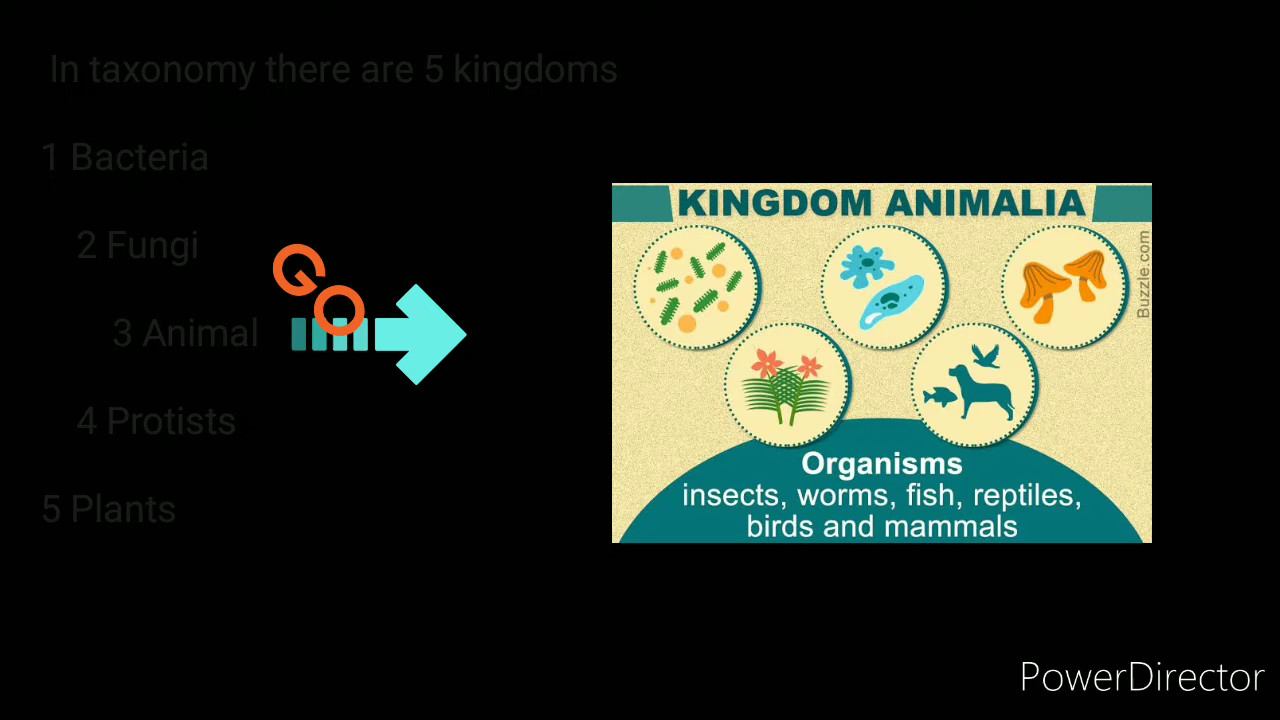 In taxonomy there are 5 kingdoms
1 Bacteria
2 Fungi
3 Animal
4 Protists
5 Plants
GO
KINGDOM ANIMALIA
Buzzle.com
Organisms
insects, worms, fish, reptiles,
birds and mammals
PowerDirector